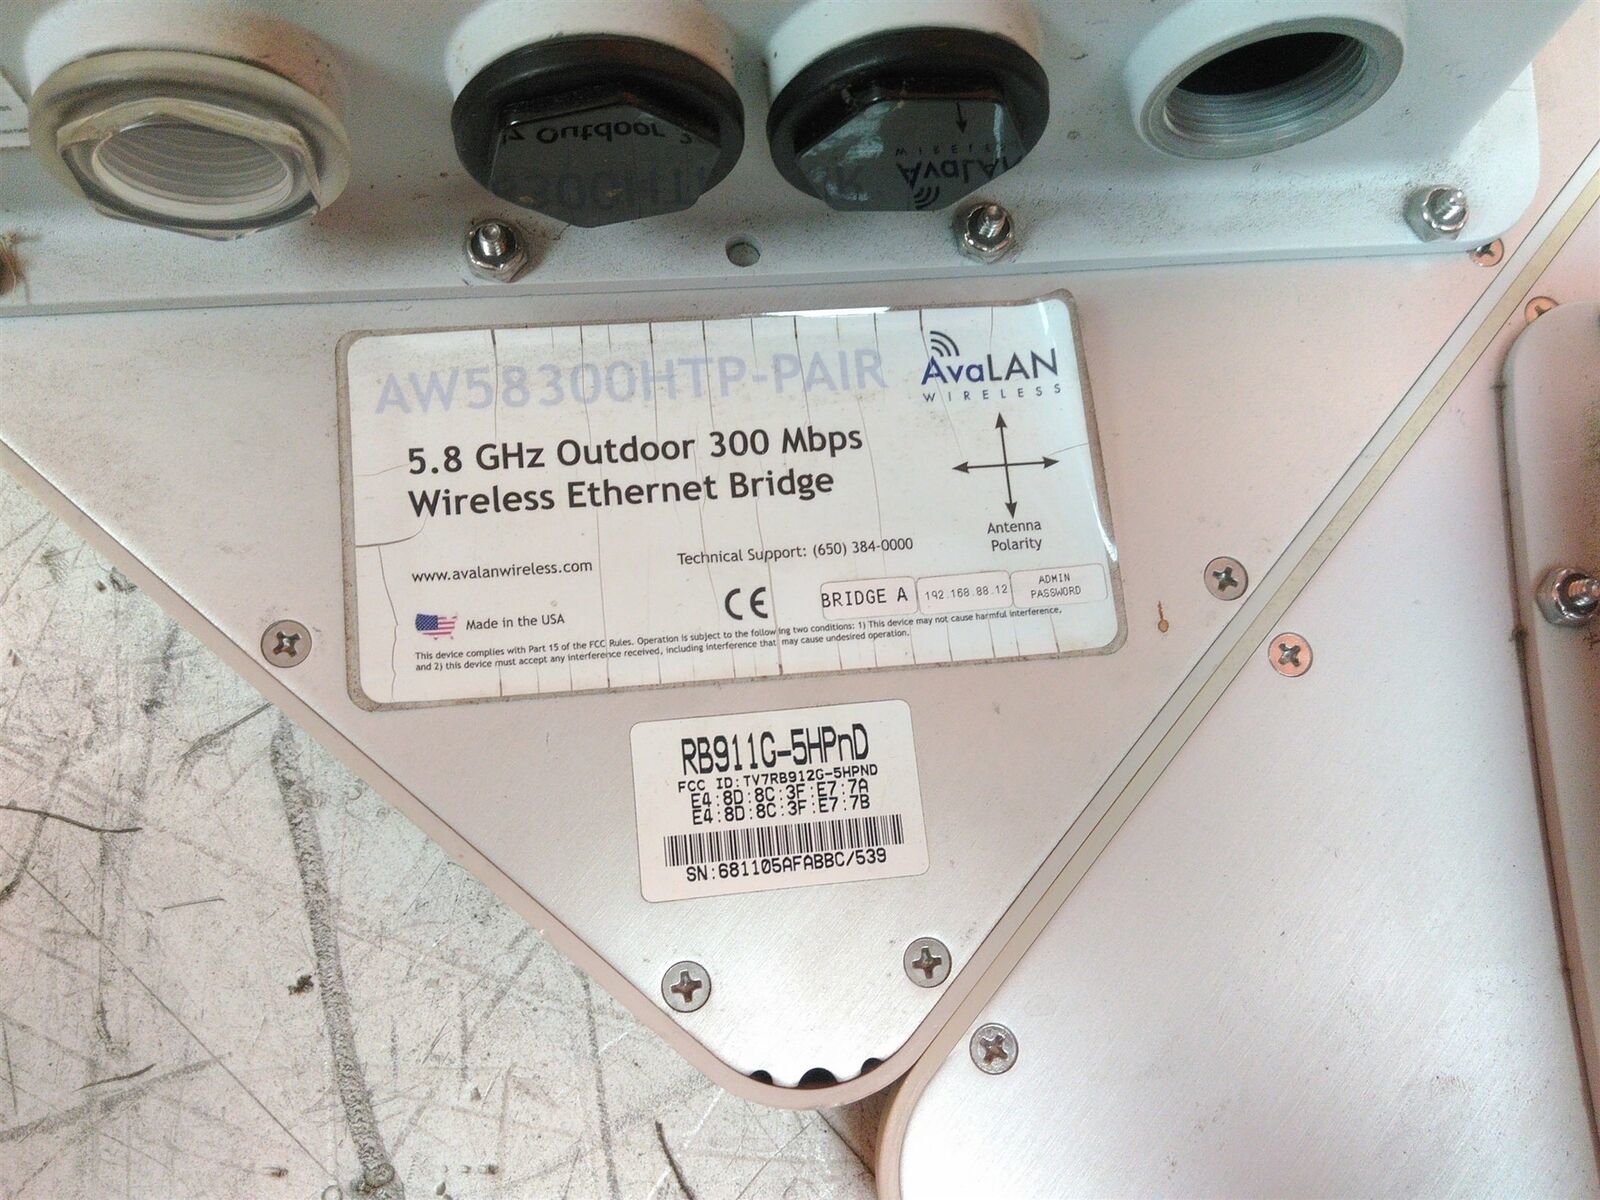 AW58300HTP-PAIR
AvaLAN
WIRELESS
5.8 GHz Outdoor 300 Mbps
Wireless Ethernet Bridge
Antenna
Polarity
www.avalanwireless.com
Technical Support: (650) 384-0000
CE
BRIDGE A
192.168.88.12
ADMIN
PASSWORD
Made in the USA
This device complies with Part 15 of the FCC Rules. Operation is subject to the following two conditions: 1) This device may not cause harmful interference,
and 2) this device must accept any interference received, including interference that may cause undesired operation.
RB911G-5HPnD
FCC ID:TV7RB912G-5HPND
E4:8D:8C:3F:E7:7A
E4:8D:8C:3F:E7:7B
SN:681105AFABBC/539